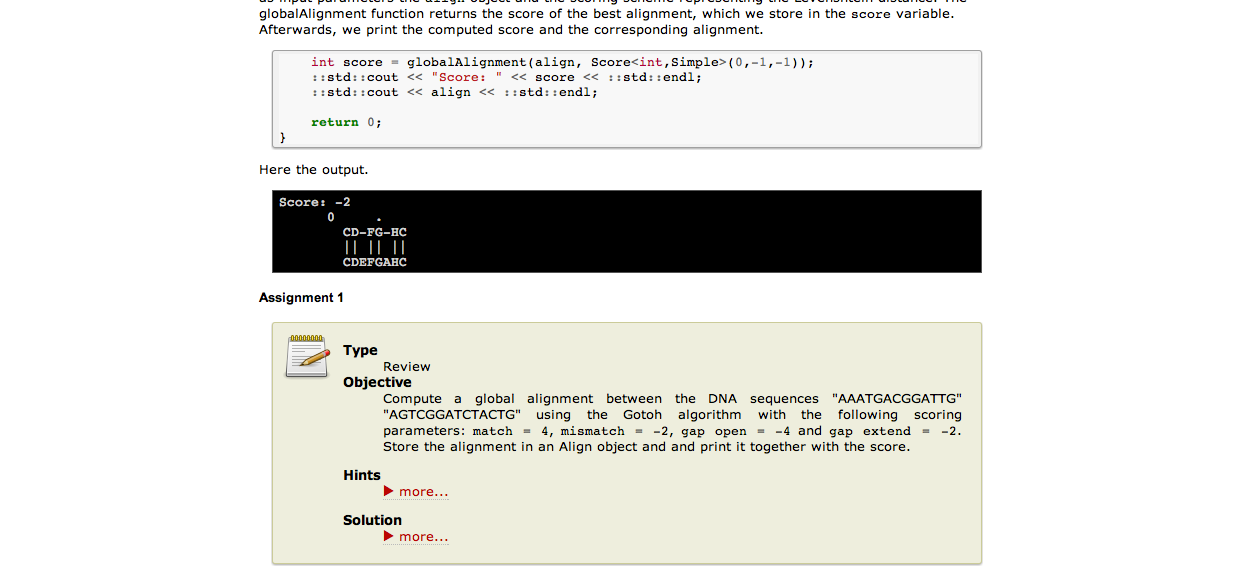 globalAlignment function returns the score of the best alignment, which we store in the score variable.
Afterwards, we print the computed score and the corresponding alignment.
int score = globalAlignment(align, Score<int,Simple>(0,-1,-1));
::std::cout << "Score: " << score << ::std::endl;
::std::cout << align << ::std::endl;
return 0;
}
Here the output.
Score: -2
0 .
CD-FG-HC
|| || ||
CDEFGAHC
Assignment 1
Type
Review
Objective
Compute a global alignment between the DNA sequences "AAATGACGGATTG"
"AGTCGGATCTACTG" using the Gotoh algorithm with the following scoring
parameters: match = 4, mismatch = -2, gap open = -4 and gap extend = -2.
Store the alignment in an Align object and and print it together with the score.
Hints
more...
Solution
more...